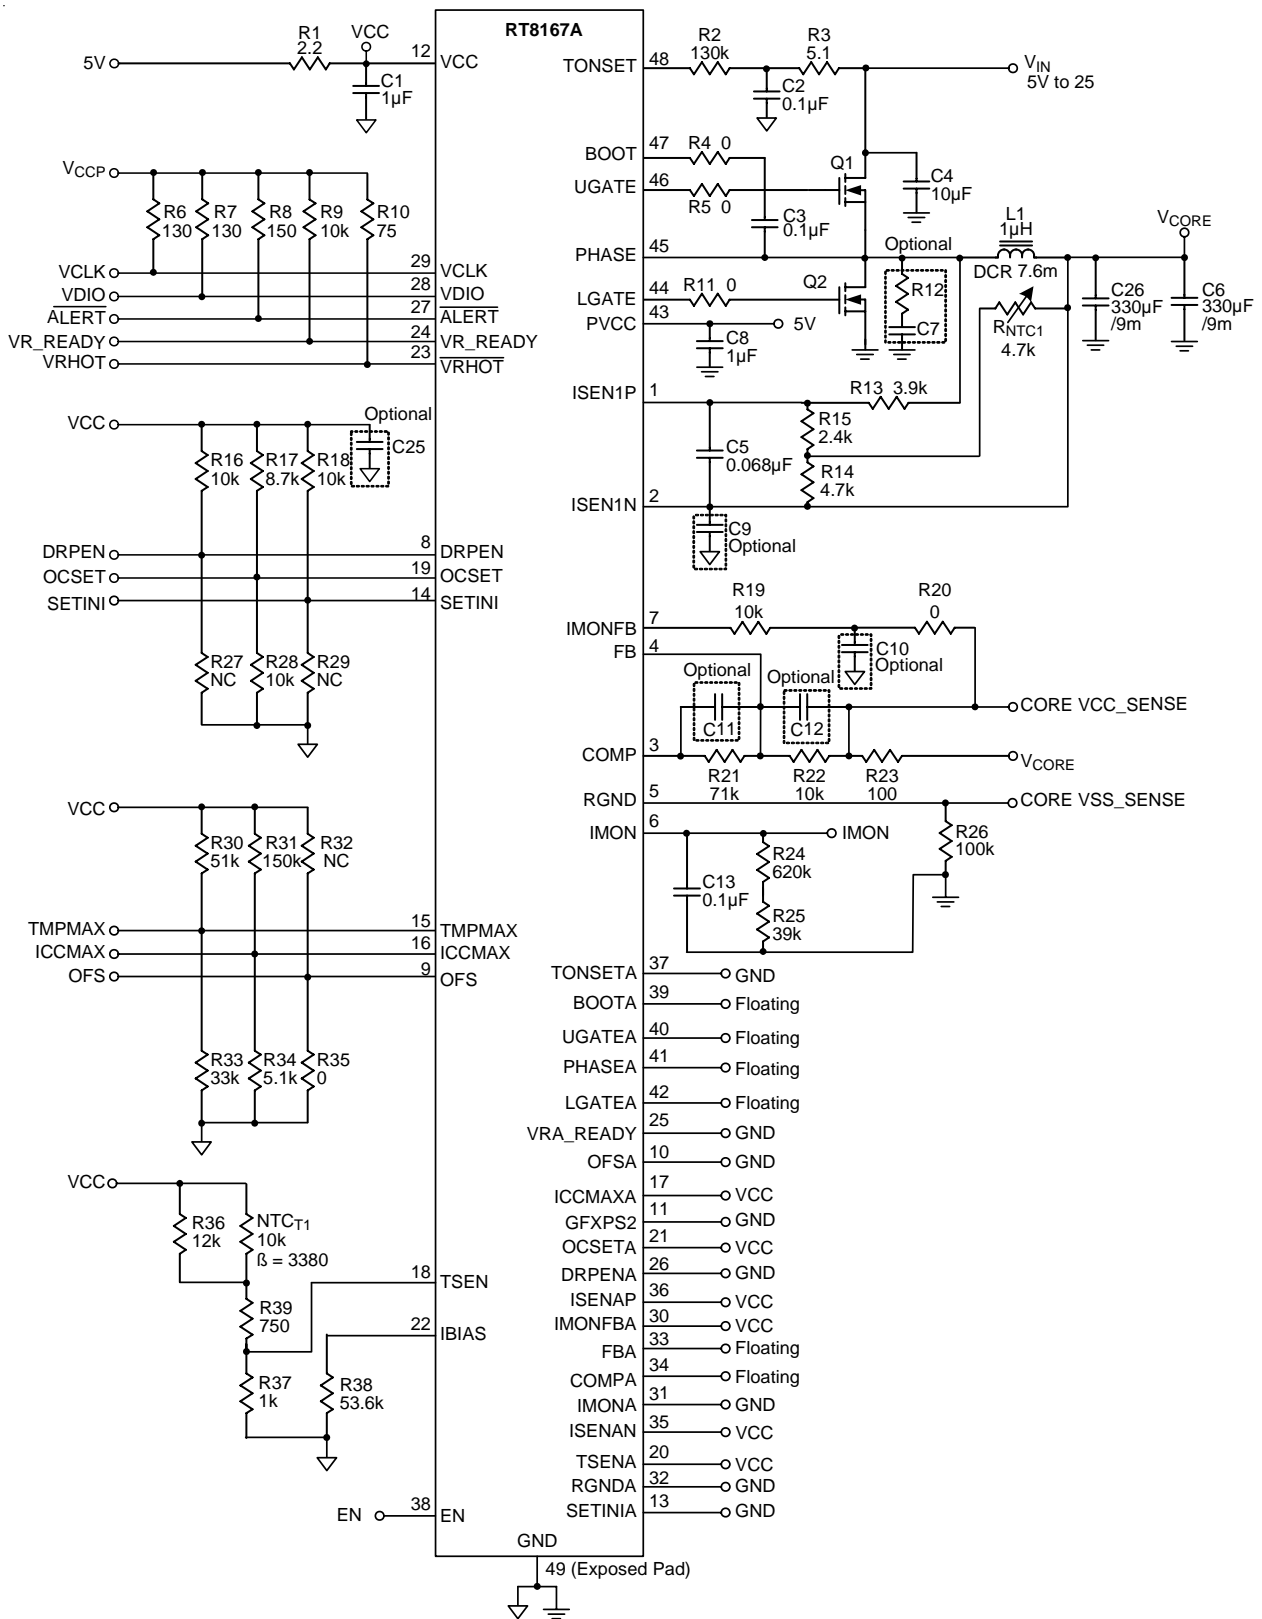 RT8167A
R1
2.2
VCC
5V
12
VCC
C1
1µF
TONSET
48
R2
130k
R3
5.1
C2
0.1µF
V_IN
5V to 25
BOOT
47
R4 0
UGATE
46
R5 0
Q1
C3
0.1µF
C4
10µF
PHASE
45
Optional
L1
1µH
DCR 7.6m
V_CORE
LGATE
44
R11 0
Q2
R12
C7
PVCC
43
5V
C8
1µF
R_NTC1
4.7k
C26
330µF
/9m
C6
330µF
/9m
V_CCP
R6
130
R7
130
R8
150
R9
10k
R10
75
VCLK
29
VCLK
VDIO
28
VDIO
ALERT
27
ALERT
VR_READY
24
VR_READY
VRHOT
23
VRHOT
ISEN1P
1
R13 3.9k
R15
2.4k
C5
0.068µF
R14
4.7k
ISEN1N
2
C9
Optional
VCC
Optional
C25
R16
10k
R17
8.7k
R18
10k
DRPEN
8
DRPEN
OCSET
19
OCSET
SETINI
14
SETINI
R27
NC
R28
10k
R29
NC
IMONFB
7
R19
10k
R20
0
C10
Optional
FB
4
Optional
C11
Optional
C12
CORE VCC_SENSE
COMP
3
R21
71k
R22
10k
R23
100
V_CORE
RGND
5
CORE VSS_SENSE
IMON
6
IMON
R26
100k
C13
0.1µF
R24
620k
R25
39k
VCC
R30
51k
R31
150k
R32
NC
TMPMAX
15
TMPMAX
ICCMAX
16
ICCMAX
OFS
9
OFS
R33
33k
R34
5.1k
R35
0
TONSETA
37
GND
BOOTA
39
Floating
UGATEA
40
Floating
PHASEA
41
Floating
LGATEA
42
Floating
VRA_READY
25
GND
OFSA
10
GND
ICCMAXA
17
VCC
GFXPS2
11
GND
OCSETA
21
VCC
DRPENA
26
GND
ISENAP
36
VCC
IMONFBA
30
VCC
FBA
33
Floating
COMPA
34
Floating
IMONA
31
GND
ISENAN
35
VCC
TSENA
20
VCC
RGNDA
32
GND
SETINIA
13
GND
VCC
R36
12k
NTC_T1
10k
ß = 3380
18
TSEN
R39
750
22
IBIAS
R37
1k
R38
53.6k
EN
38
EN
GND
49 (Exposed Pad)